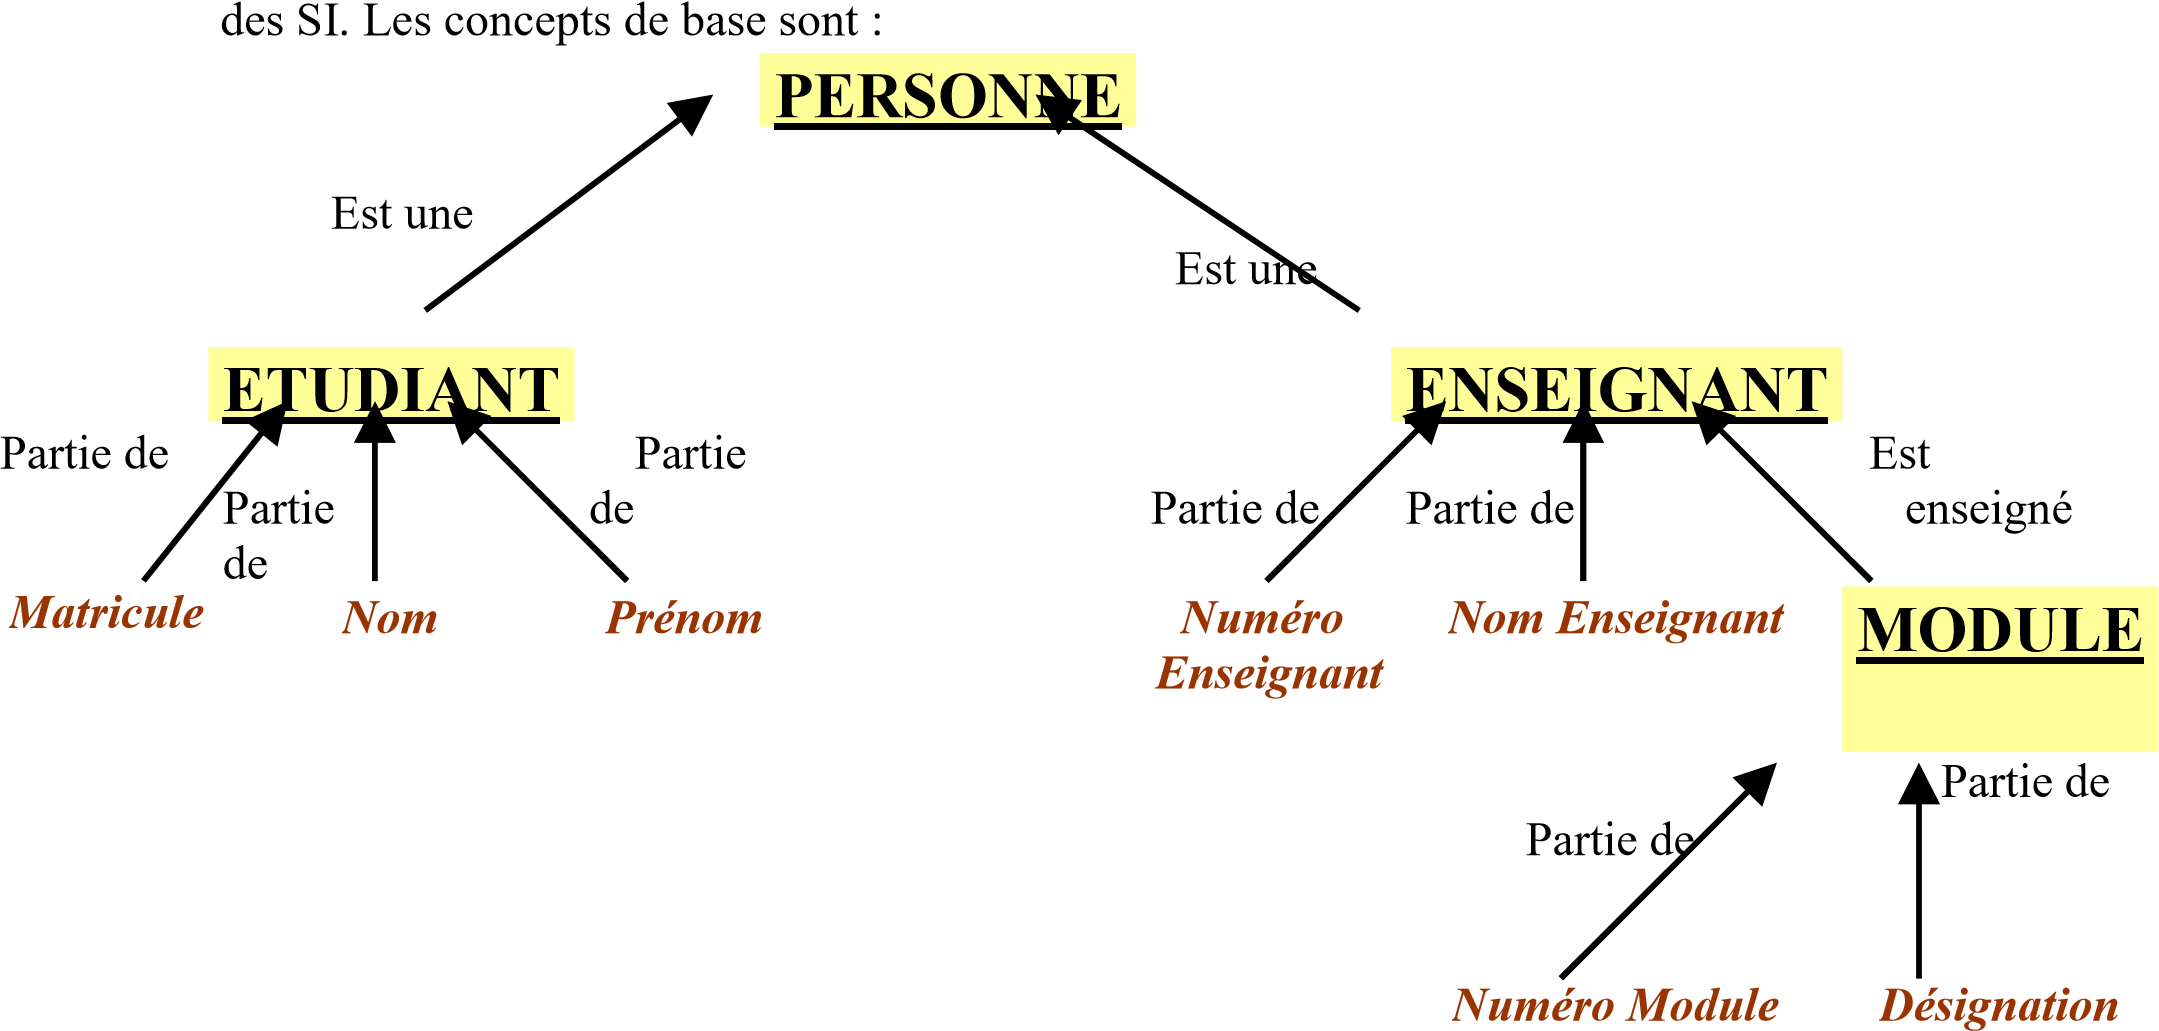 des SI. Les concepts de base sont :
PERSONNE
Est une
Est une
ETUDIANT
ENSEIGNANT
Partie de
Partie
de
Partie
de
Partie de
Partie de
Est
enseigné
Matricule
Nom
Prénom
Numéro
Enseignant
Nom Enseignant
MODULE
Partie de
Partie de
Numéro Module
Désignation